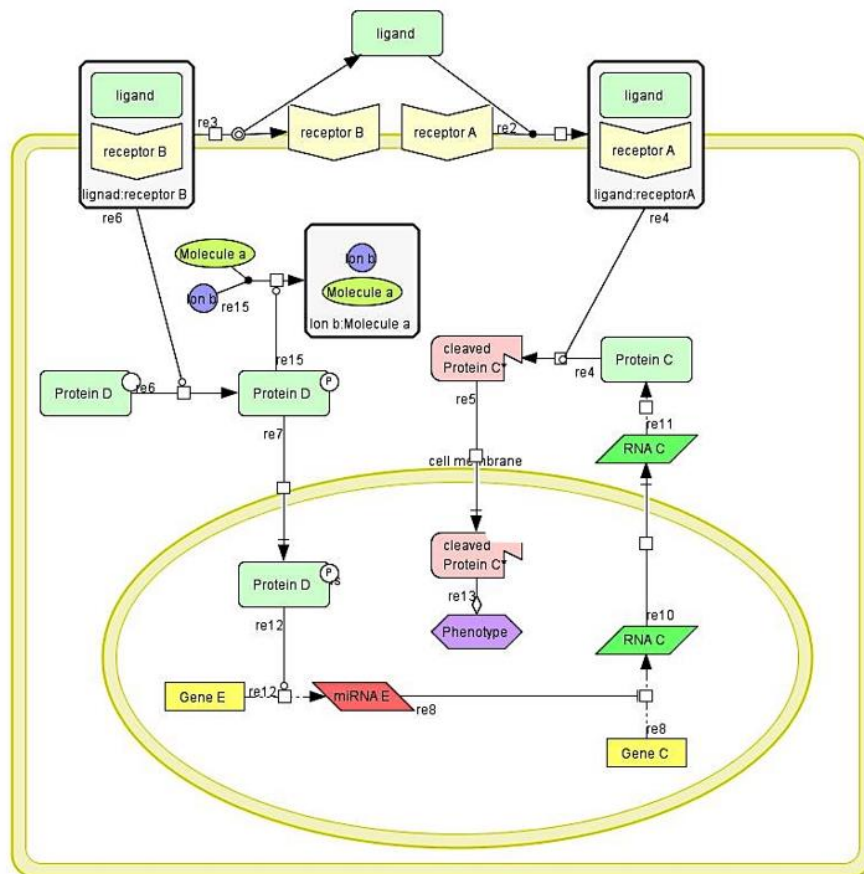 ligand
ligand
receptor B
lignad:receptor B
re6
re3
receptor B
receptor A
re2
ligand
receptor A
ligand:receptorA
re4
Molecule a
Ion b
re15
Ion b
Molecule a
Ion b:Molecule a
re15
Protein D
re6
Protein D
P
re7
cleaved
Protein C*
re5
re4
Protein C
re11
RNA C
cell membrane
Protein D
P
re12
cleaved
Protein C*
re13
Phenotype
re10
RNA C
Gene E
re12
miRNA E
re8
re8
Gene C